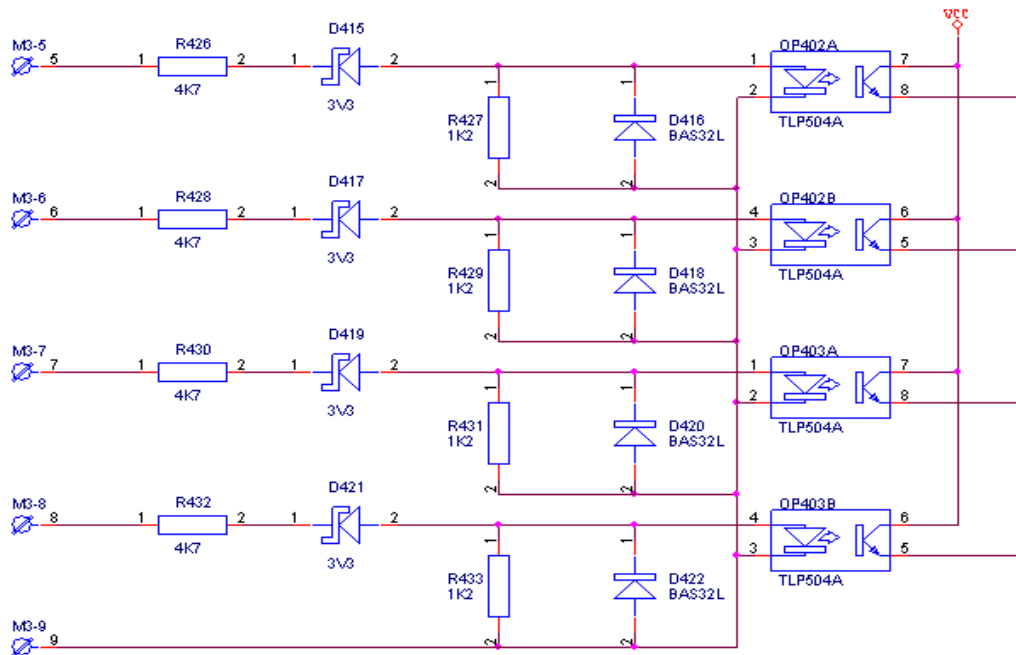 VCC
M3-5
5
1
R426
2
4K7
1
D415
2
3V3
1
R427
1K2
2
D416
BAS32L
OP402A
1
2
7
8
TLP504A
M3-6
6
1
R428
2
4K7
1
D417
2
3V3
1
R429
1K2
2
1
D418
BAS32L
2
OP402B
4
3
6
5
TLP504A
M3-7
7
1
R430
2
4K7
1
D419
2
3V3
1
R431
1K2
2
1
D420
BAS32L
2
OP403A
1
2
7
8
TLP504A
M3-8
8
1
R432
2
4K7
1
D421
2
3V3
1
R433
1K2
2
1
D422
BAS32L
2
OP403B
4
3
6
5
TLP504A
M3-9
9